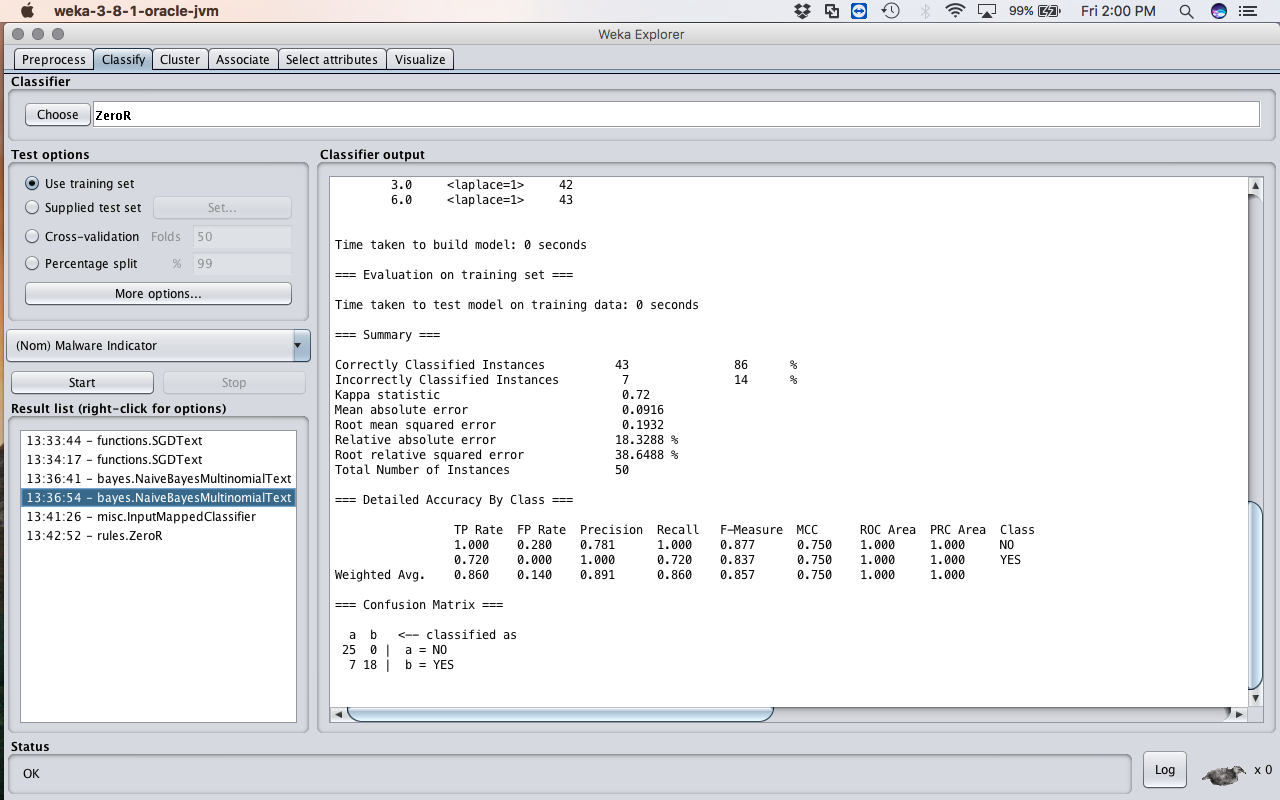 weka-3-8-1-oracle-jvm 99% Fri 2:00 PM
Weka Explorer
Preprocess Classify Cluster Associate Select attributes Visualize
Classifier
Choose ZeroR
Test options
Use training set
Supplied test set Set...
Cross-validation Folds 50
Percentage split % 99
More options...
(Nom) Malware Indicator
Start Stop
Result list (right-click for options)
13:33:44 – functions.SGDText
13:34:17 – functions.SGDText
13:36:41 – bayes.NaiveBayesMultinomialText
13:36:54 – bayes.NaiveBayesMultinomialText
13:41:26 – misc.InputMappedClassifier
13:42:52 – rules.ZeroR
Classifier output
3.0 <laplace=1> 42
6.0 <laplace=1> 43
Time taken to build model: 0 seconds
=== Evaluation on training set ===
Time taken to test model on training data: 0 seconds
=== Summary ===
Correctly Classified Instances 43 86 %
Incorrectly Classified Instances 7 14 %
Kappa statistic 0.72
Mean absolute error 0.0916
Root mean squared error 0.1932
Relative absolute error 18.3288 %
Root relative squared error 38.6488 %
Total Number of Instances 50
=== Detailed Accuracy By Class ===
TP Rate FP Rate Precision Recall F-Measure MCC ROC Area PRC Area Class
1.000 0.280 0.781 1.000 0.877 0.750 1.000 1.000 NO
0.720 0.000 1.000 0.720 0.837 0.750 1.000 1.000 YES
Weighted Avg. 0.860 0.140 0.891 0.860 0.857 0.750 1.000 1.000
=== Confusion Matrix ===
a b <-- classified as
25 0 | a = NO
7 18 | b = YES
Status
OK
Log
x 0